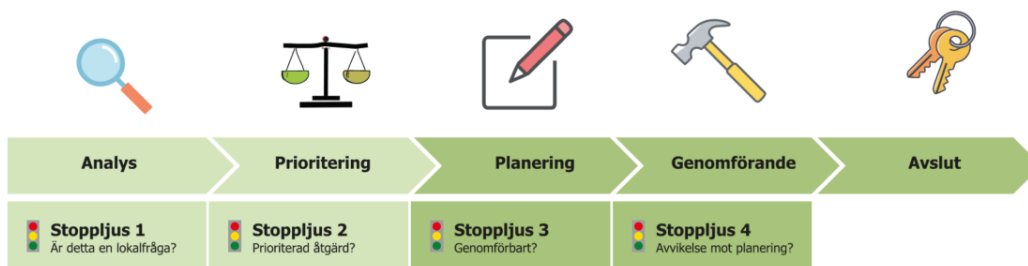 Analys
Prioritering
Planering
Genomförande
Avslut
Stoppljus 1
Är detta en lokalfråga?
Stoppljus 2
Prioriterad åtgärd?
Stoppljus 3
Genomförbart?
Stoppljus 4
Avvikelse mot planering?